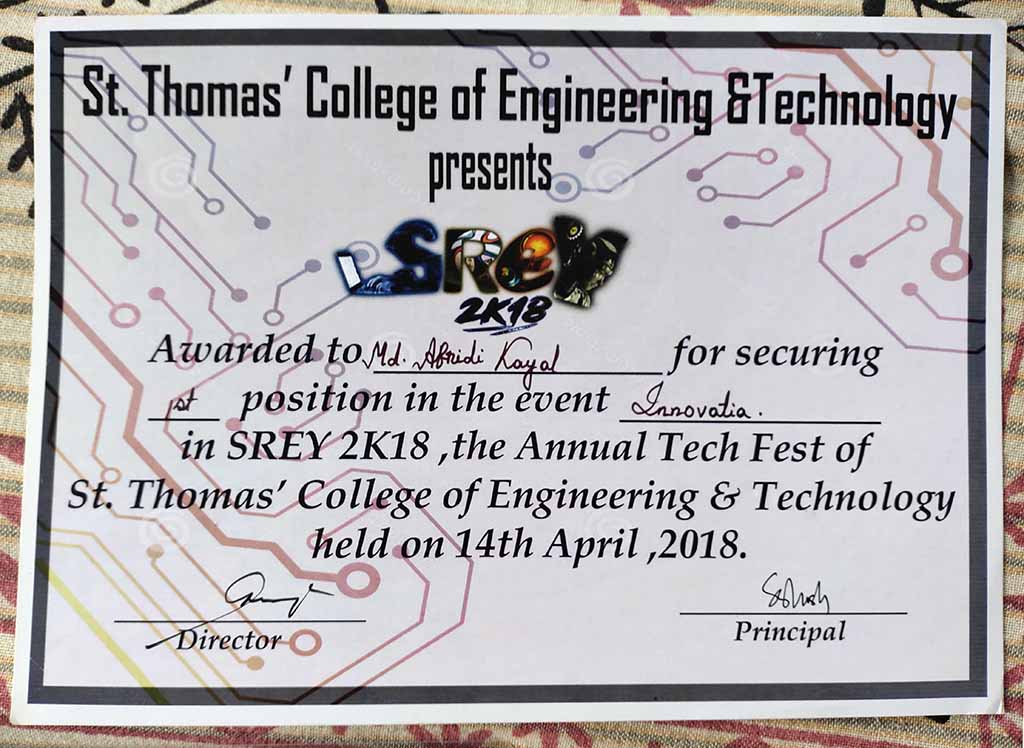 St. Thomas' College of Engineering &Technology
presents
SREY
2K18
Awarded to Md. Afridi Kayal for securing
1st position in the event Innovatia.
in SREY 2K18 ,the Annual Tech Fest of
St. Thomas' College of Engineering & Technology
held on 14th April ,2018.
Director
Principal